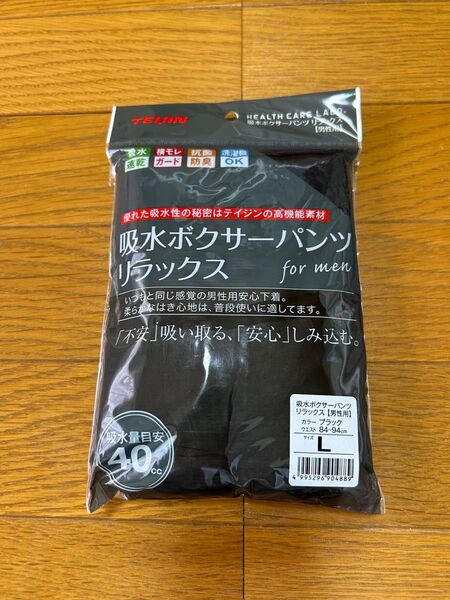 TEIJIN
HEALTH CARE LABO.
吸水ボクサーパンツ リラックス
【男性用】
吸水
速乾
横モレ
ガード
抗菌
防臭
洗濯機
OK
優れた吸水性の秘密はテイジンの高機能素材
吸水ボクサーパンツ
リラックス for men
いつもと同じ感覚の男性用安心下着。
柔らかなはき心地は、普段使いに適してます。
「不安」吸い取る、「安心」しみ込む。
吸水量目安
40cc
吸水ボクサーパンツ
リラックス【男性用】
カラー ブラック
ウエスト 84-94cm
サイズ L
4 995296 904889